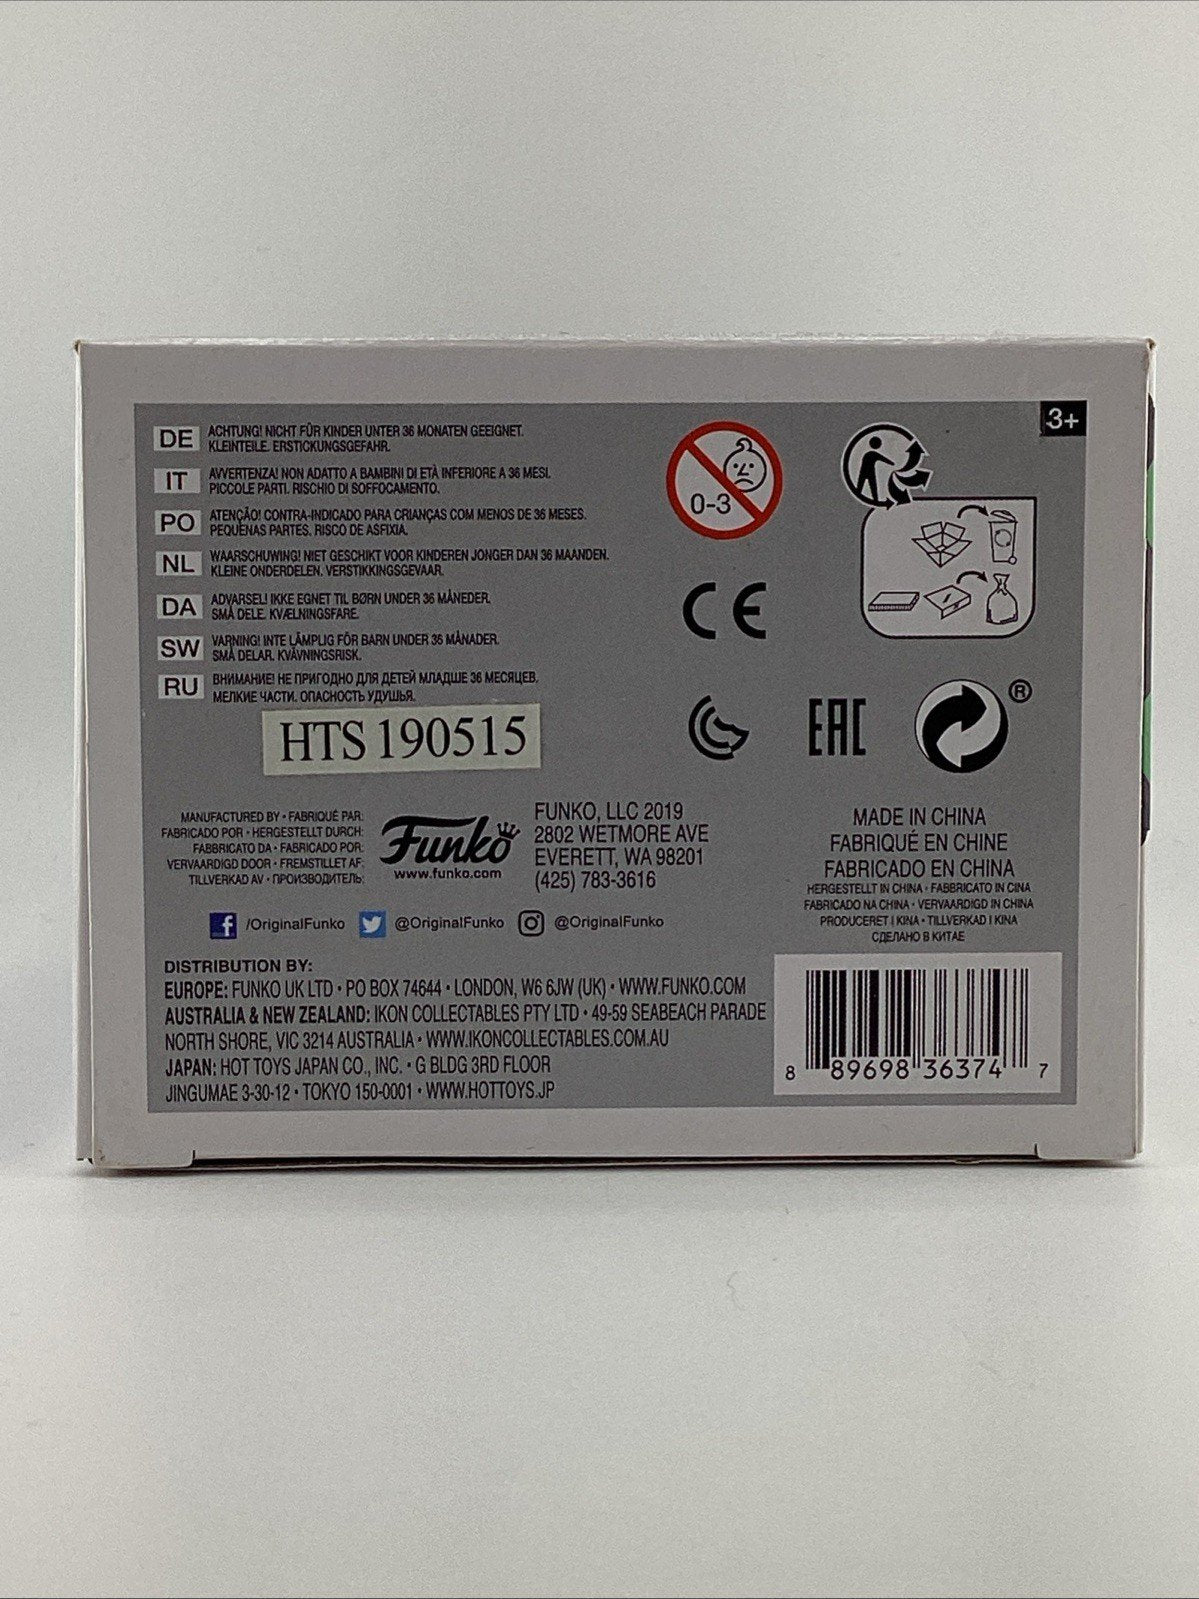 3+
DE ACHTUNG! NICHT FÜR KINDER UNTER 36 MONATEN GEEIGNET.
KLEINTEILE. ERSTICKUNGSGEFAHR.
IT AVVERTENZA! NON ADATTO A BAMBINI DI ETÀ INFERIORE A 36 MESI.
PICCOLE PARTI. RISCHIO DI SOFFOCAMENTO.
PO ATENÇÃO! CONTRA-INDICADO PARA CRIANÇAS COM MENOS DE 36 MESES.
PEQUENAS PARTES. RISCO DE ASFIXIA.
NL WAARSCHUWING! NIET GESCHIKT VOOR KINDEREN JONGER DAN 36 MAANDEN.
KLEINE ONDERDELEN. VERSTIKKINGSGEVAAR.
DA ADVARSEL! IKKE EGNET TIL BØRN UNDER 36 MÅNEDER.
SMÅ DELE. KVÆLNINGSFARE.
SW VARNING! INTE LÄMPLIG FÖR BARN UNDER 36 MÅNADER.
SMÅ DELAR. KVÄVNINGSRISK.
RU ВНИМАНИЕ! НЕ ПРИГОДНО ДЛЯ ДЕТЕЙ МЛАДШЕ 36 МЕСЯЦЕВ.
МЕЛКИЕ ЧАСТИ. ОПАСНОСТЬ УДУШЬЯ.
HTS 190515
0-3
CE
EAC
®
MANUFACTURED BY • FABRIQUÉ PAR:
FABRICADO POR • HERGESTELLT DURCH:
FABBRICATO DA • FABRICADO POR:
VERVAARDIGD DOOR • FREMSTILLET AF:
TILLVERKAD AV • ПРОИЗВОДИТЕЛЬ:
Funko
www.funko.com
FUNKO, LLC 2019
2802 WETMORE AVE
EVERETT, WA 98201
(425) 783-3616
MADE IN CHINA
FABRIQUÉ EN CHINE
FABRICADO EN CHINA
HERGESTELLT IN CHINA • FABBRICATO IN CINA
FABRICADO NA CHINA • VERVAARDIGD IN CHINA
PRODUCERET I KINA • TILLVERKAD I KINA
СДЕЛАНО В КИТАЕ
/OriginalFunko @OriginalFunko @OriginalFunko
DISTRIBUTION BY:
EUROPE: FUNKO UK LTD • PO BOX 74644 • LONDON, W6 6JW (UK) • WWW.FUNKO.COM
AUSTRALIA & NEW ZEALAND: IKON COLLECTABLES PTY LTD • 49-59 SEABEACH PARADE
NORTH SHORE, VIC 3214 AUSTRALIA • WWW.IKONCOLLECTABLES.COM.AU
JAPAN: HOT TOYS JAPAN CO., INC. • G BLDG 3RD FLOOR
JINGUMAE 3-30-12 • TOKYO 150-0001 • WWW.HOTTOYS.JP
8 89698 36374 7